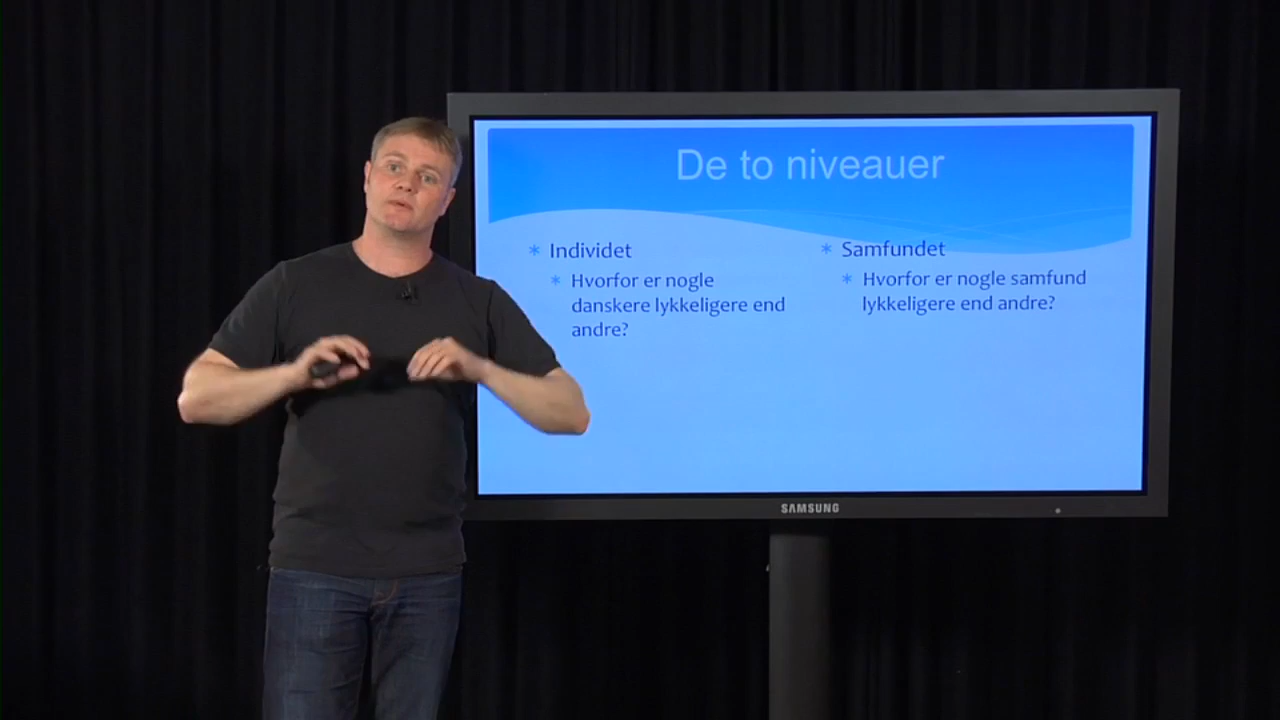 De to niveauer
* Individet
* Hvorfor er nogle
danskere lykkeligere end
andre?
* Samfundet
* Hvorfor er nogle samfund
lykkeligere end andre?
SAMSUNG